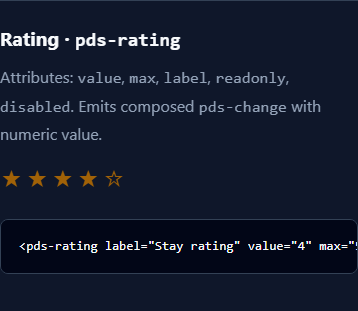 Rating · pds-rating
Attributes: value, max, label, readonly,
disabled. Emits composed pds-change with
numeric value.
★ ★ ★ ★ ☆
<pds-rating label="Stay rating" value="4" max="